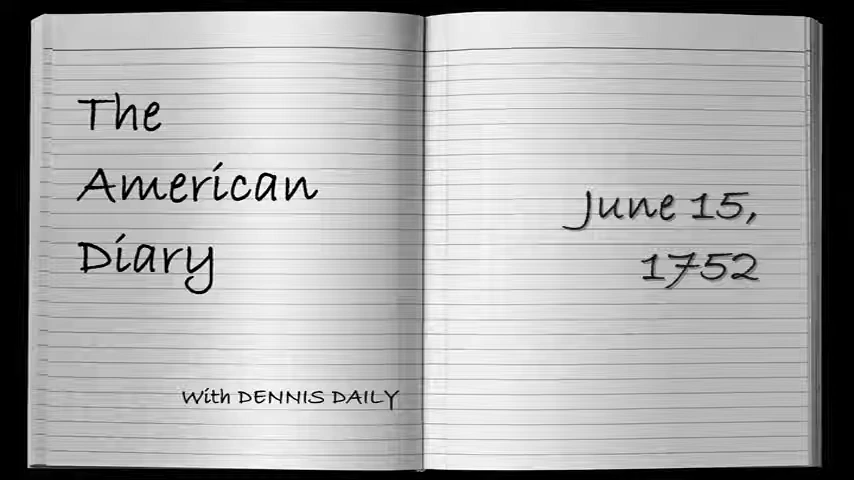 The
American
Diary
With DENNIS DAILY
June 15,
1752